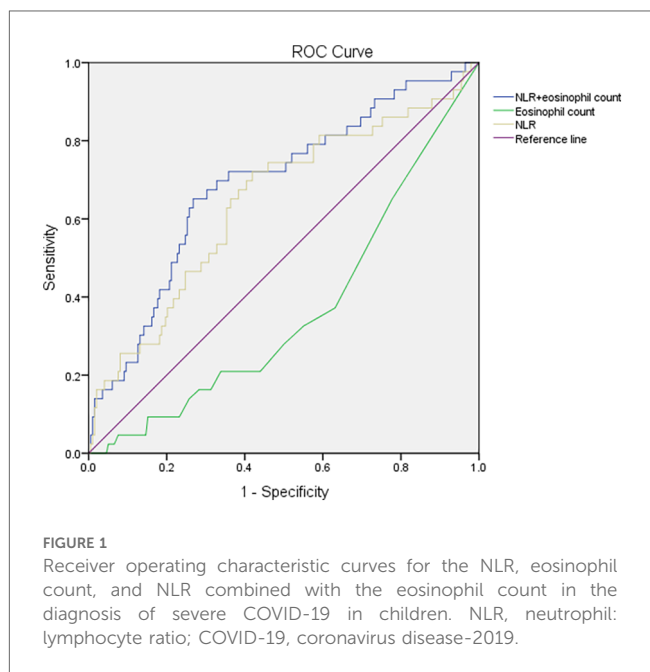 ROC Curve
1.0
0.8
0.6
0.4
0.2
0.0
Sensitivity
0.0 0.2 0.4 0.6 0.8 1.0
1 - Specificity
NLR+eosinophil count
Eosinophil count
NLR
Reference line
FIGURE 1
Receiver operating characteristic curves for the NLR, eosinophil
count, and NLR combined with the eosinophil count in the
diagnosis of severe COVID-19 in children. NLR, neutrophil:
lymphocyte ratio; COVID-19, coronavirus disease-2019.